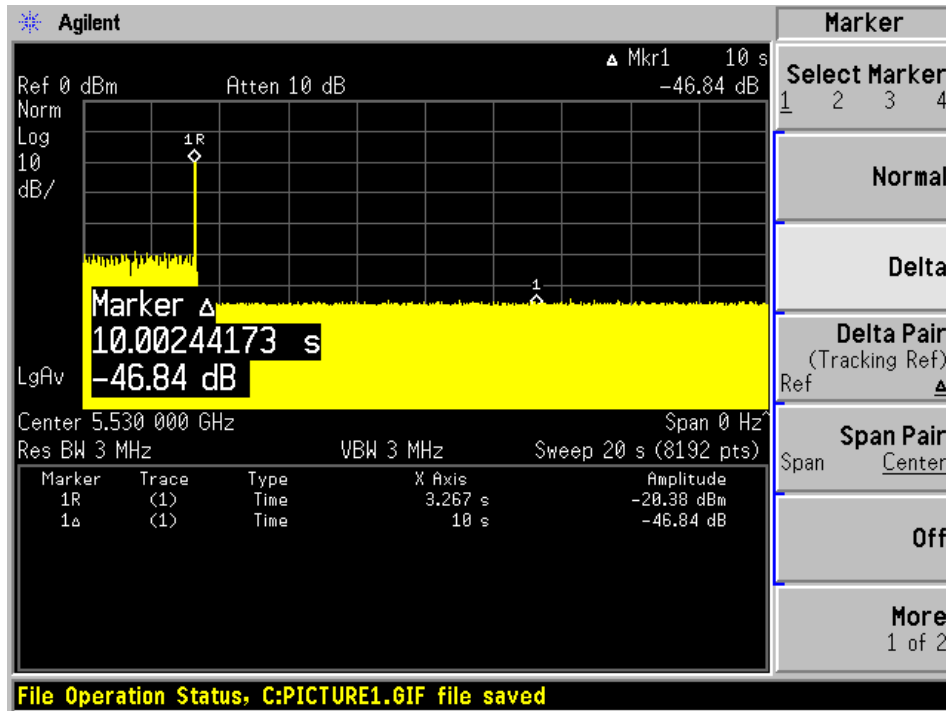 Agilent
Marker
Δ Mkr1 10 s
Ref 0 dBm Atten 10 dB -46.84 dB
Norm
Log
10
dB/
1R
1
Marker Δ
10.00244173 s
-46.84 dB
LgAv
Center 5.530 000 GHz Span 0 Hz^
Res BW 3 MHz VBW 3 MHz Sweep 20 s (8192 pts)
Marker Trace Type X Axis Amplitude
1R (1) Time 3.267 s -20.38 dBm
1Δ (1) Time 10 s -46.84 dB
Select Marker
1 2 3 4
Normal
Delta
Delta Pair
(Tracking Ref)
Ref Δ
Span Pair
Span Center
Off
More
1 of 2
File Operation Status, C:PICTURE1.GIF file saved